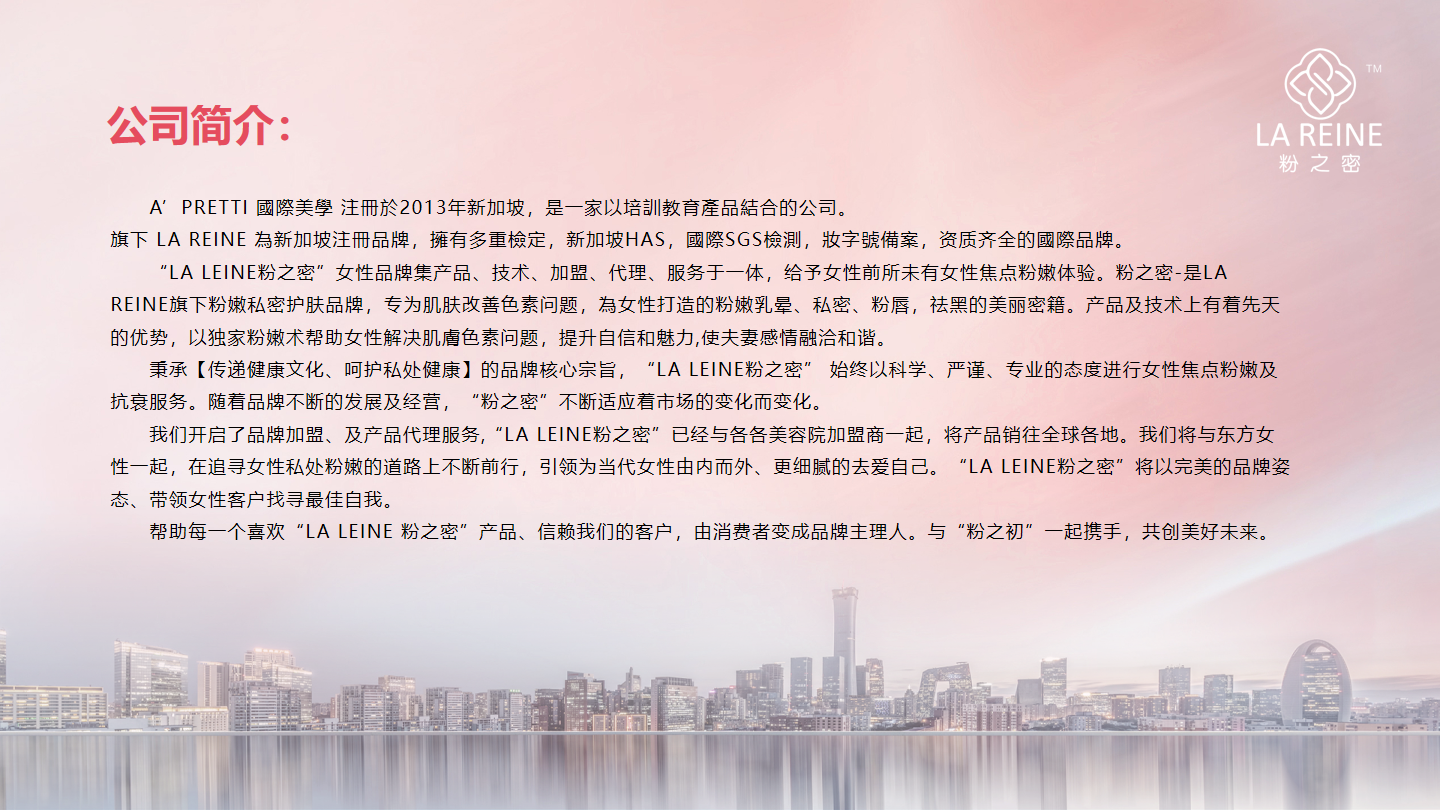 公司简介：
TM
LA REINE
粉之密
A’PRETTI 國際美學 注冊於2013年新加坡，是一家以培訓教育產品結合的公司。
旗下 LA REINE 為新加坡注冊品牌，擁有多重檢定，新加坡HAS，國際SGS檢測，妝字號備案，资质齐全的國際品牌。
“LA LEINE粉之密”女性品牌集产品、技术、加盟、代理、服务于一体，给予女性前所未有女性焦点粉嫩体验。粉之密-是LA
REINE旗下粉嫩私密护肤品牌，专为肌肤改善色素问题，為女性打造的粉嫩乳晕、私密、粉唇，祛黑的美丽密籍。产品及技术上有着先天
的优势，以独家粉嫩术帮助女性解决肌膚色素问题，提升自信和魅力,使夫妻感情融洽和谐。
秉承【传递健康文化、呵护私处健康】的品牌核心宗旨，“LA LEINE粉之密” 始终以科学、严谨、专业的态度进行女性焦点粉嫩及
抗衰服务。随着品牌不断的发展及经营，“粉之密”不断适应着市场的变化而变化。
我们开启了品牌加盟、及产品代理服务,“LA LEINE粉之密”已经与各各美容院加盟商一起，将产品销往全球各地。我们将与东方女
性一起，在追寻女性私处粉嫩的道路上不断前行，引领为当代女性由内而外、更细腻的去爱自己。“LA LEINE粉之密”将以完美的品牌姿
态、带领女性客户找寻最佳自我。
帮助每一个喜欢“LA LEINE 粉之密”产品、信赖我们的客户，由消费者变成品牌主理人。与“粉之初”一起携手，共创美好未来。